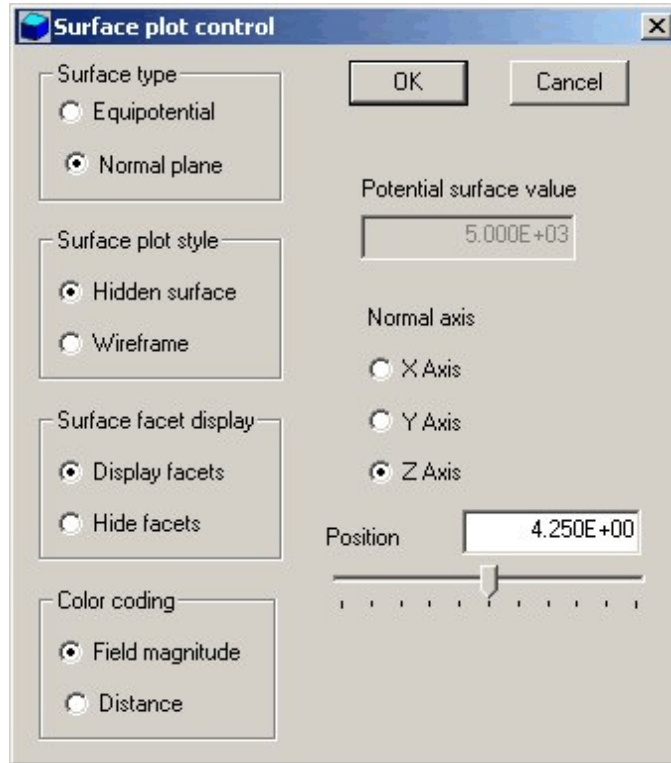 Surface plot control
Surface type
Equipotential
Normal plane
OK
Cancel
Potential surface value
5.000E+03
Surface plot style
Hidden surface
Wireframe
Normal axis
X Axis
Y Axis
Z Axis
Surface facet display
Display facets
Hide facets
Position
4.250E+00
Color coding
Field magnitude
Distance